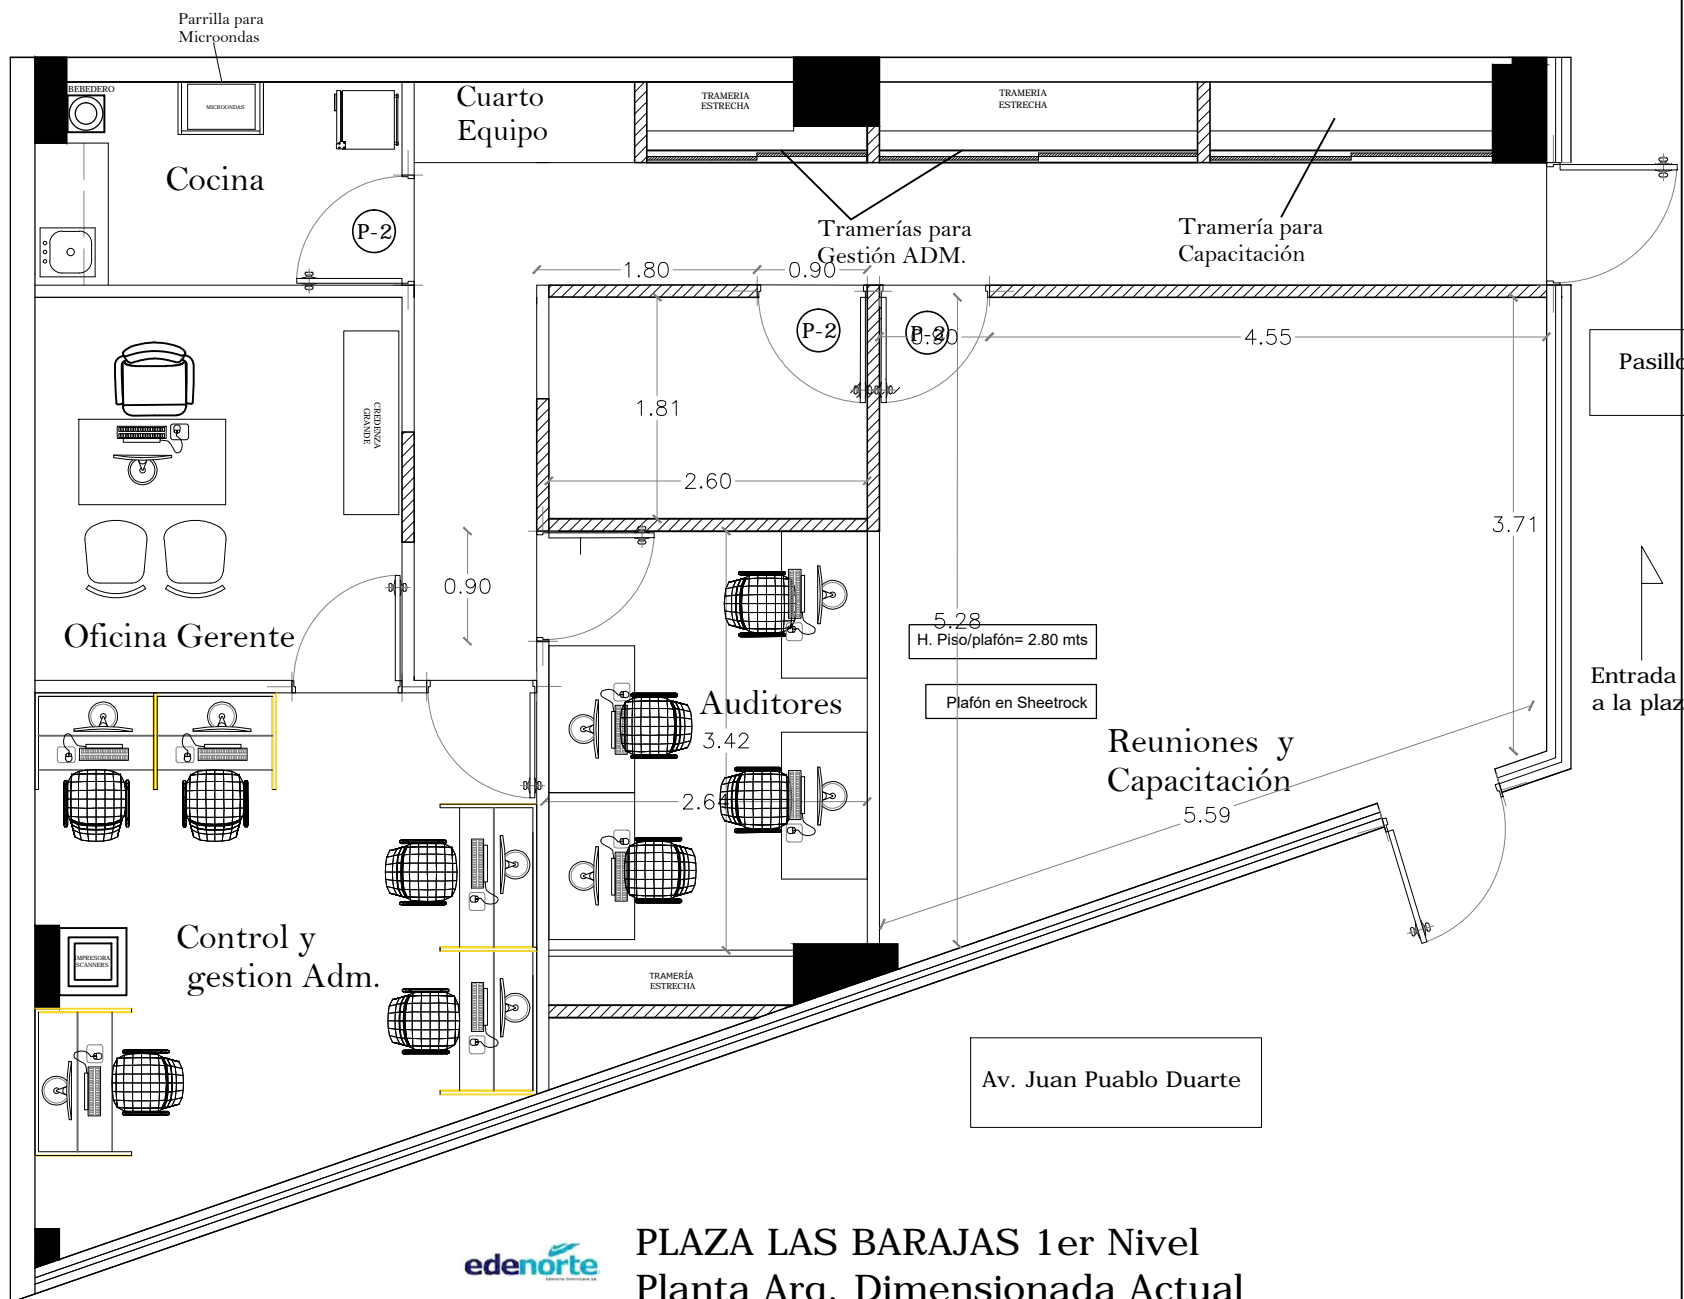 Parrilla para
Microondas
BEBEDERO
MICROONDAS
Cuarto
Equipo
TRAMERIA
ESTRECHA
TRAMERIA
ESTRECHA
Cocina
P-2
Tramerías para
Gestión ADM.
Tramería para
Capacitación
1.80
0.90
P-2
P-2
0.90
4.55
Pasillo
CREDENZA
GRANDE
1.81
2.60
3.71
0.90
5.28
H. Piso/plafón= 2.80 mts
Oficina Gerente
Entrada
a la plaz
Plafón en Sheetrock
Auditores
3.42
Reuniones y
Capacitación
2.64
5.59
Control y
gestion Adm.
IMPRESORA
SCANNERS
TRAMERÍA
ESTRECHA
Av. Juan Puablo Duarte
edenorte
PLAZA LAS BARAJAS 1er Nivel
Planta Arq. Dimensionada Actual